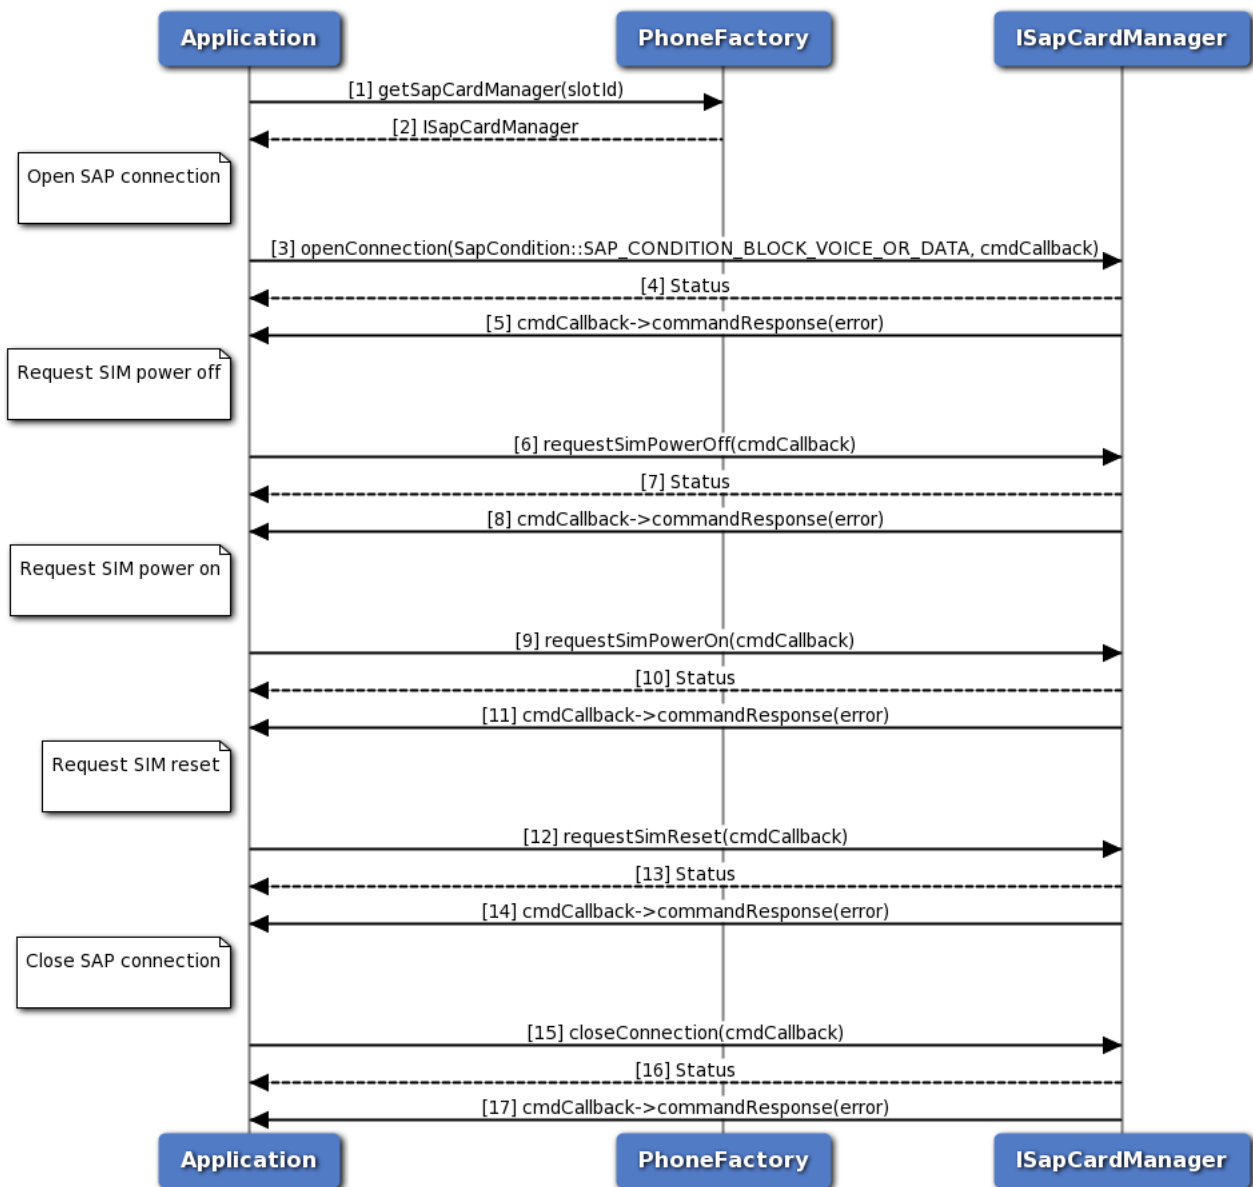 Application
PhoneFactory
ISapCardManager
[1] getSapCardManager(slotId)
[2] ISapCardManager
Open SAP connection
[3] openConnection(SapCondition::SAP_CONDITION_BLOCK_VOICE_OR_DATA, cmdCallback)
[4] Status
[5] cmdCallback->commandResponse(error)
Request SIM power off
[6] requestSimPowerOff(cmdCallback)
[7] Status
[8] cmdCallback->commandResponse(error)
Request SIM power on
[9] requestSimPowerOn(cmdCallback)
[10] Status
[11] cmdCallback->commandResponse(error)
Request SIM reset
[12] requestSimReset(cmdCallback)
[13] Status
[14] cmdCallback->commandResponse(error)
Close SAP connection
[15] closeConnection(cmdCallback)
[16] Status
[17] cmdCallback->commandResponse(error)
Application
PhoneFactory
ISapCardManager